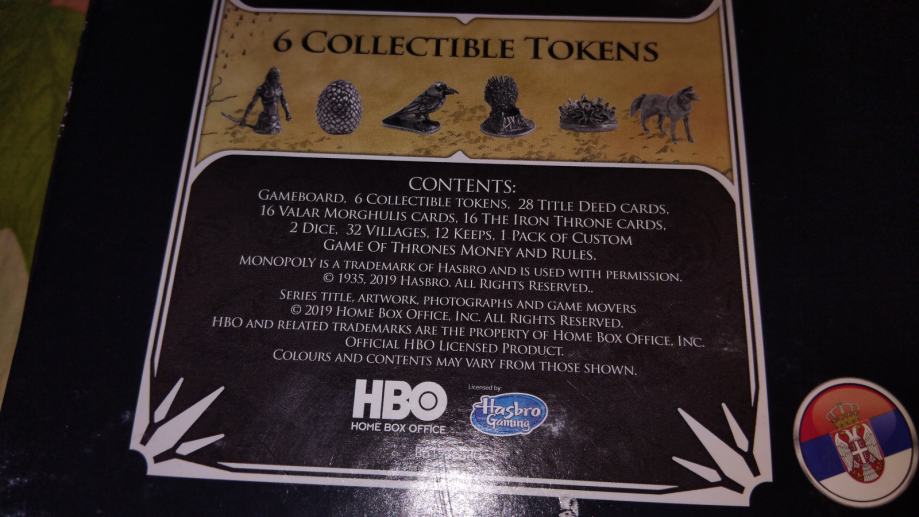 6 COLLECTIBLE TOKENS
CONTENTS:
GAMEBOARD, 6 COLLECTIBLE TOKENS, 28 TITLE DEED CARDS,
16 VALAR MORGHULIS CARDS, 16 THE IRON THRONE CARDS,
2 DICE, 32 VILLAGES, 12 KEEPS, 1 PACK OF CUSTOM
GAME OF THRONES MONEY AND RULES.
MONOPOLY IS A TRADEMARK OF HASBRO AND IS USED WITH PERMISSION.
© 1935, 2019 HASBRO. ALL RIGHTS RESERVED..
SERIES TITLE, ARTWORK, PHOTOGRAPHS AND GAME MOVERS
© 2019 HOME BOX OFFICE, INC. ALL RIGHTS RESERVED.
HBO AND RELATED TRADEMARKS ARE THE PROPERTY OF HOME BOX OFFICE, INC.
OFFICIAL HBO LICENSED PRODUCT.
COLOURS AND CONTENTS MAY VARY FROM THOSE SHOWN.
HBO
HOME BOX OFFICE
Licensed by:
Hasbro
Gaming